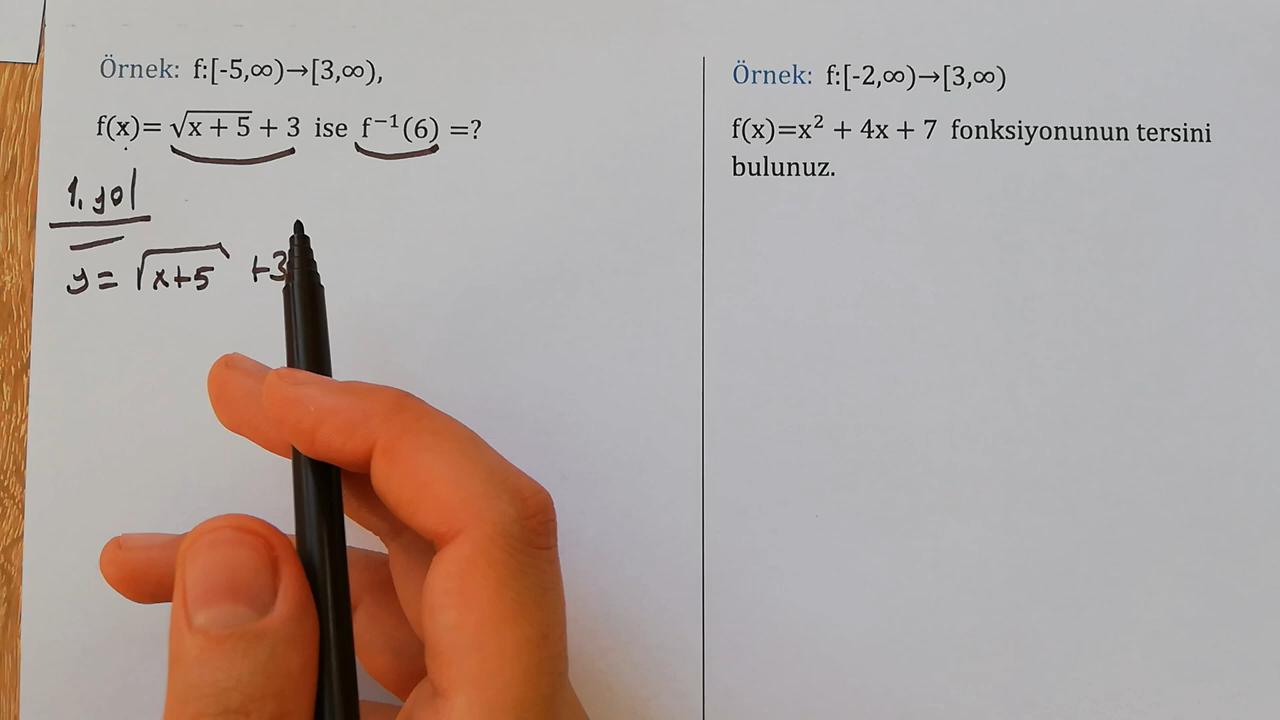 Örnek: f:[-5,∞)→[3,∞),
f(x)= √(x + 5) + 3 ise f⁻¹(6) =?
1. yol
y = √(x+5) +3
Örnek: f:[-2,∞)→[3,∞)
f(x)=x² + 4x + 7 fonksiyonunun tersini
bulunuz.